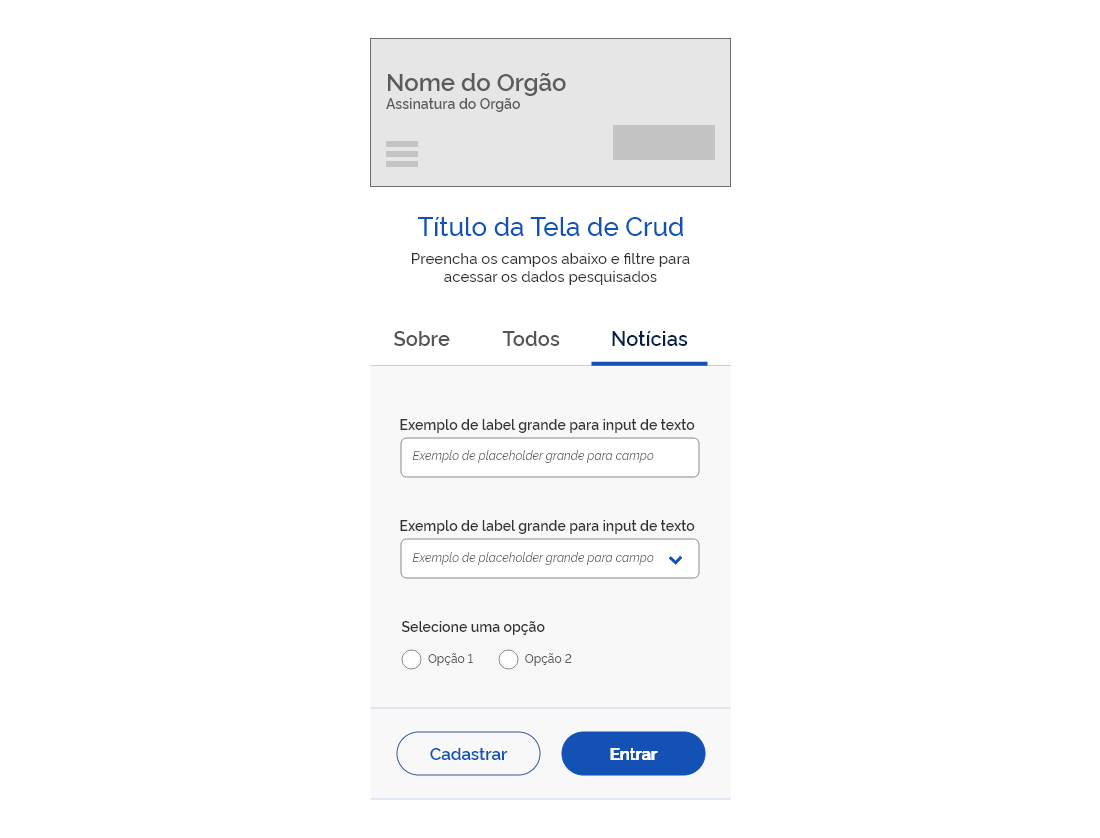 Nome do Orgão
Assinatura do Orgão
Título da Tela de Crud
Preencha os campos abaixo e filtre para
acessar os dados pesquisados
Sobre Todos Notícias
Exemplo de label grande para input de texto
Exemplo de placeholder grande para campo
Exemplo de label grande para input de texto
Exemplo de placeholder grande para campo
Selecione uma opção
Opção 1 Opção 2
Cadastrar Entrar